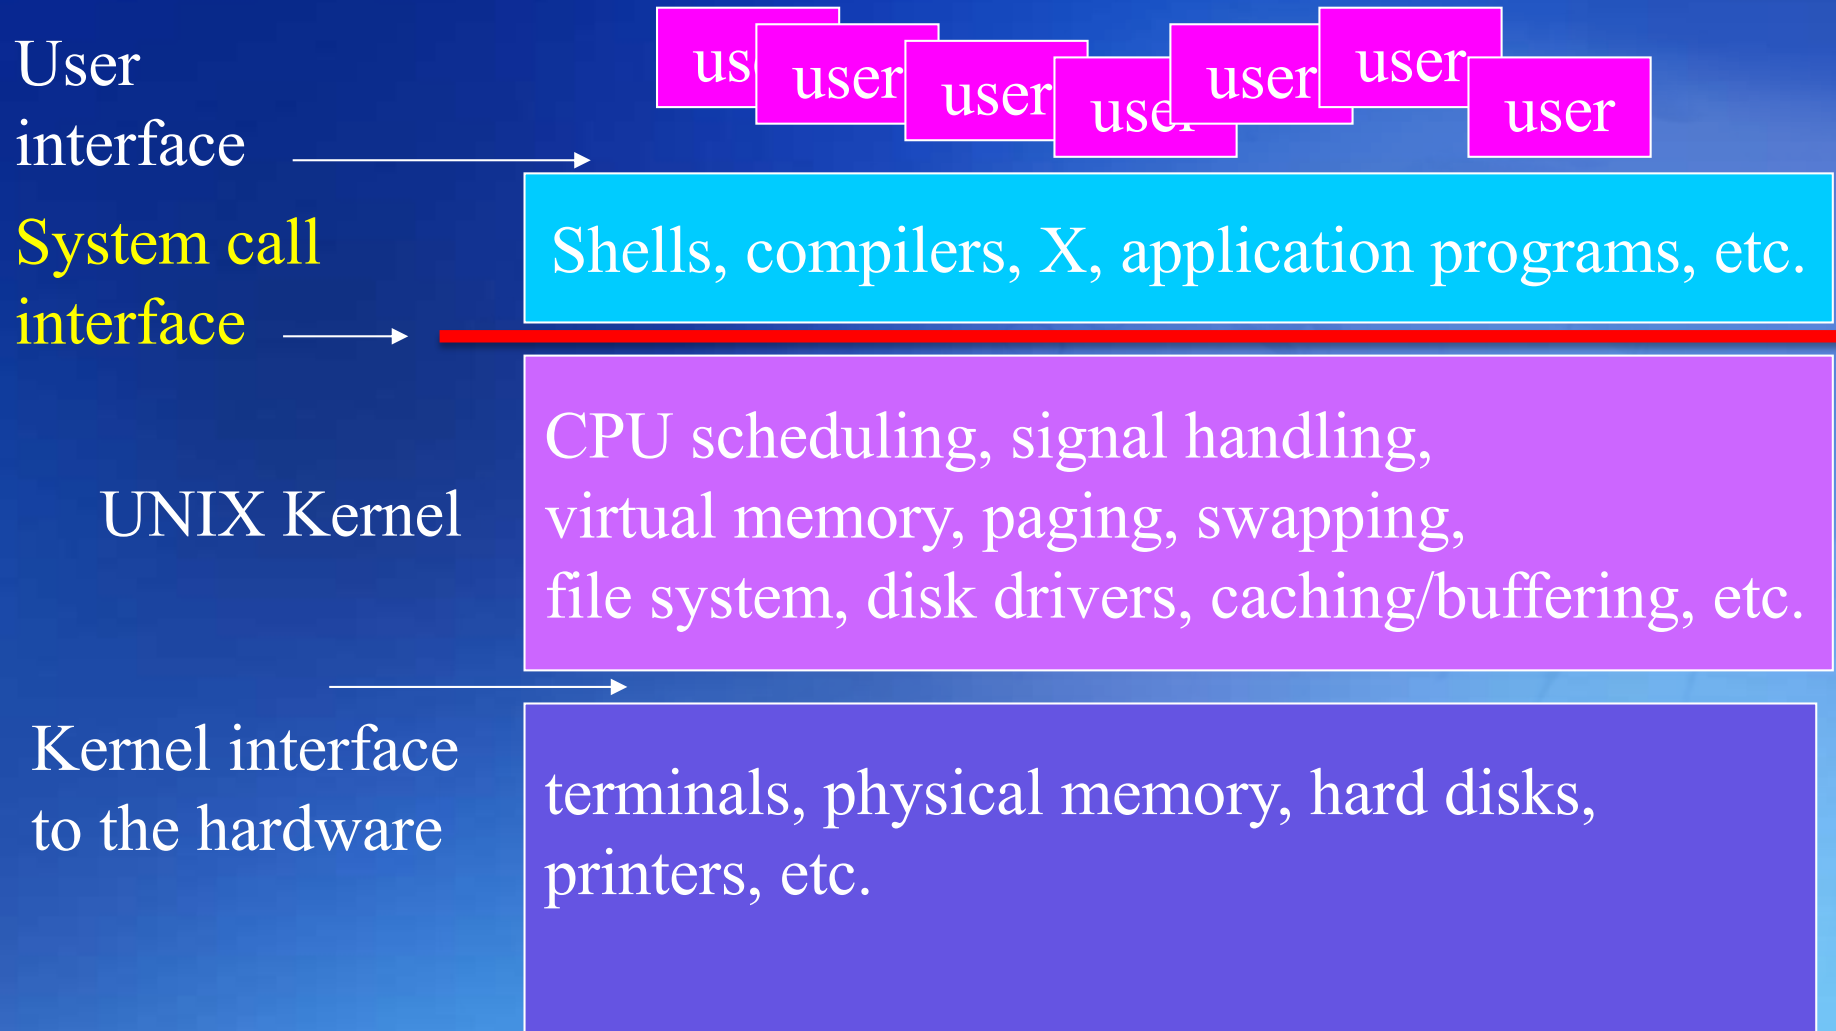 User
interface
user
user
user
user
user
user
user
System call
interface
Shells, compilers, X, application programs, etc.
UNIX Kernel
CPU scheduling, signal handling,
virtual memory, paging, swapping,
file system, disk drivers, caching/buffering, etc.
Kernel interface
to the hardware
terminals, physical memory, hard disks,
printers, etc.